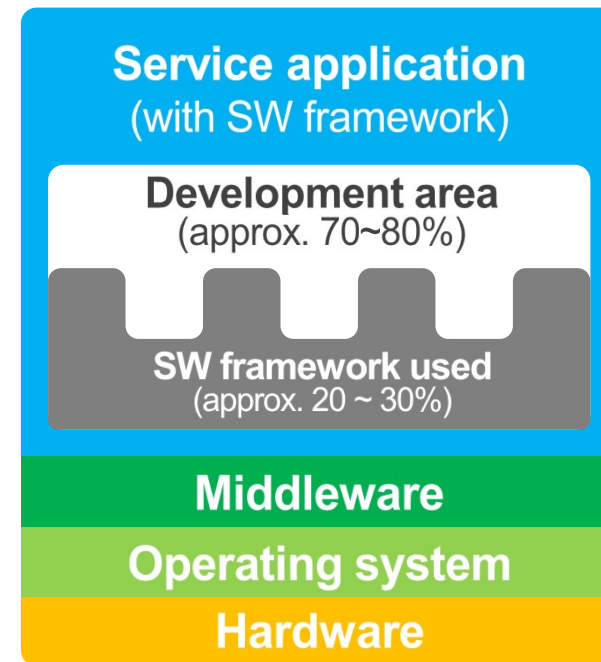 Service application
(with SW framework)
Development area
(approx. 70~80%)
SW framework used
(approx. 20 ~ 30%)
Middleware
Operating system
Hardware